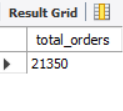 Result Grid
total_orders
21350